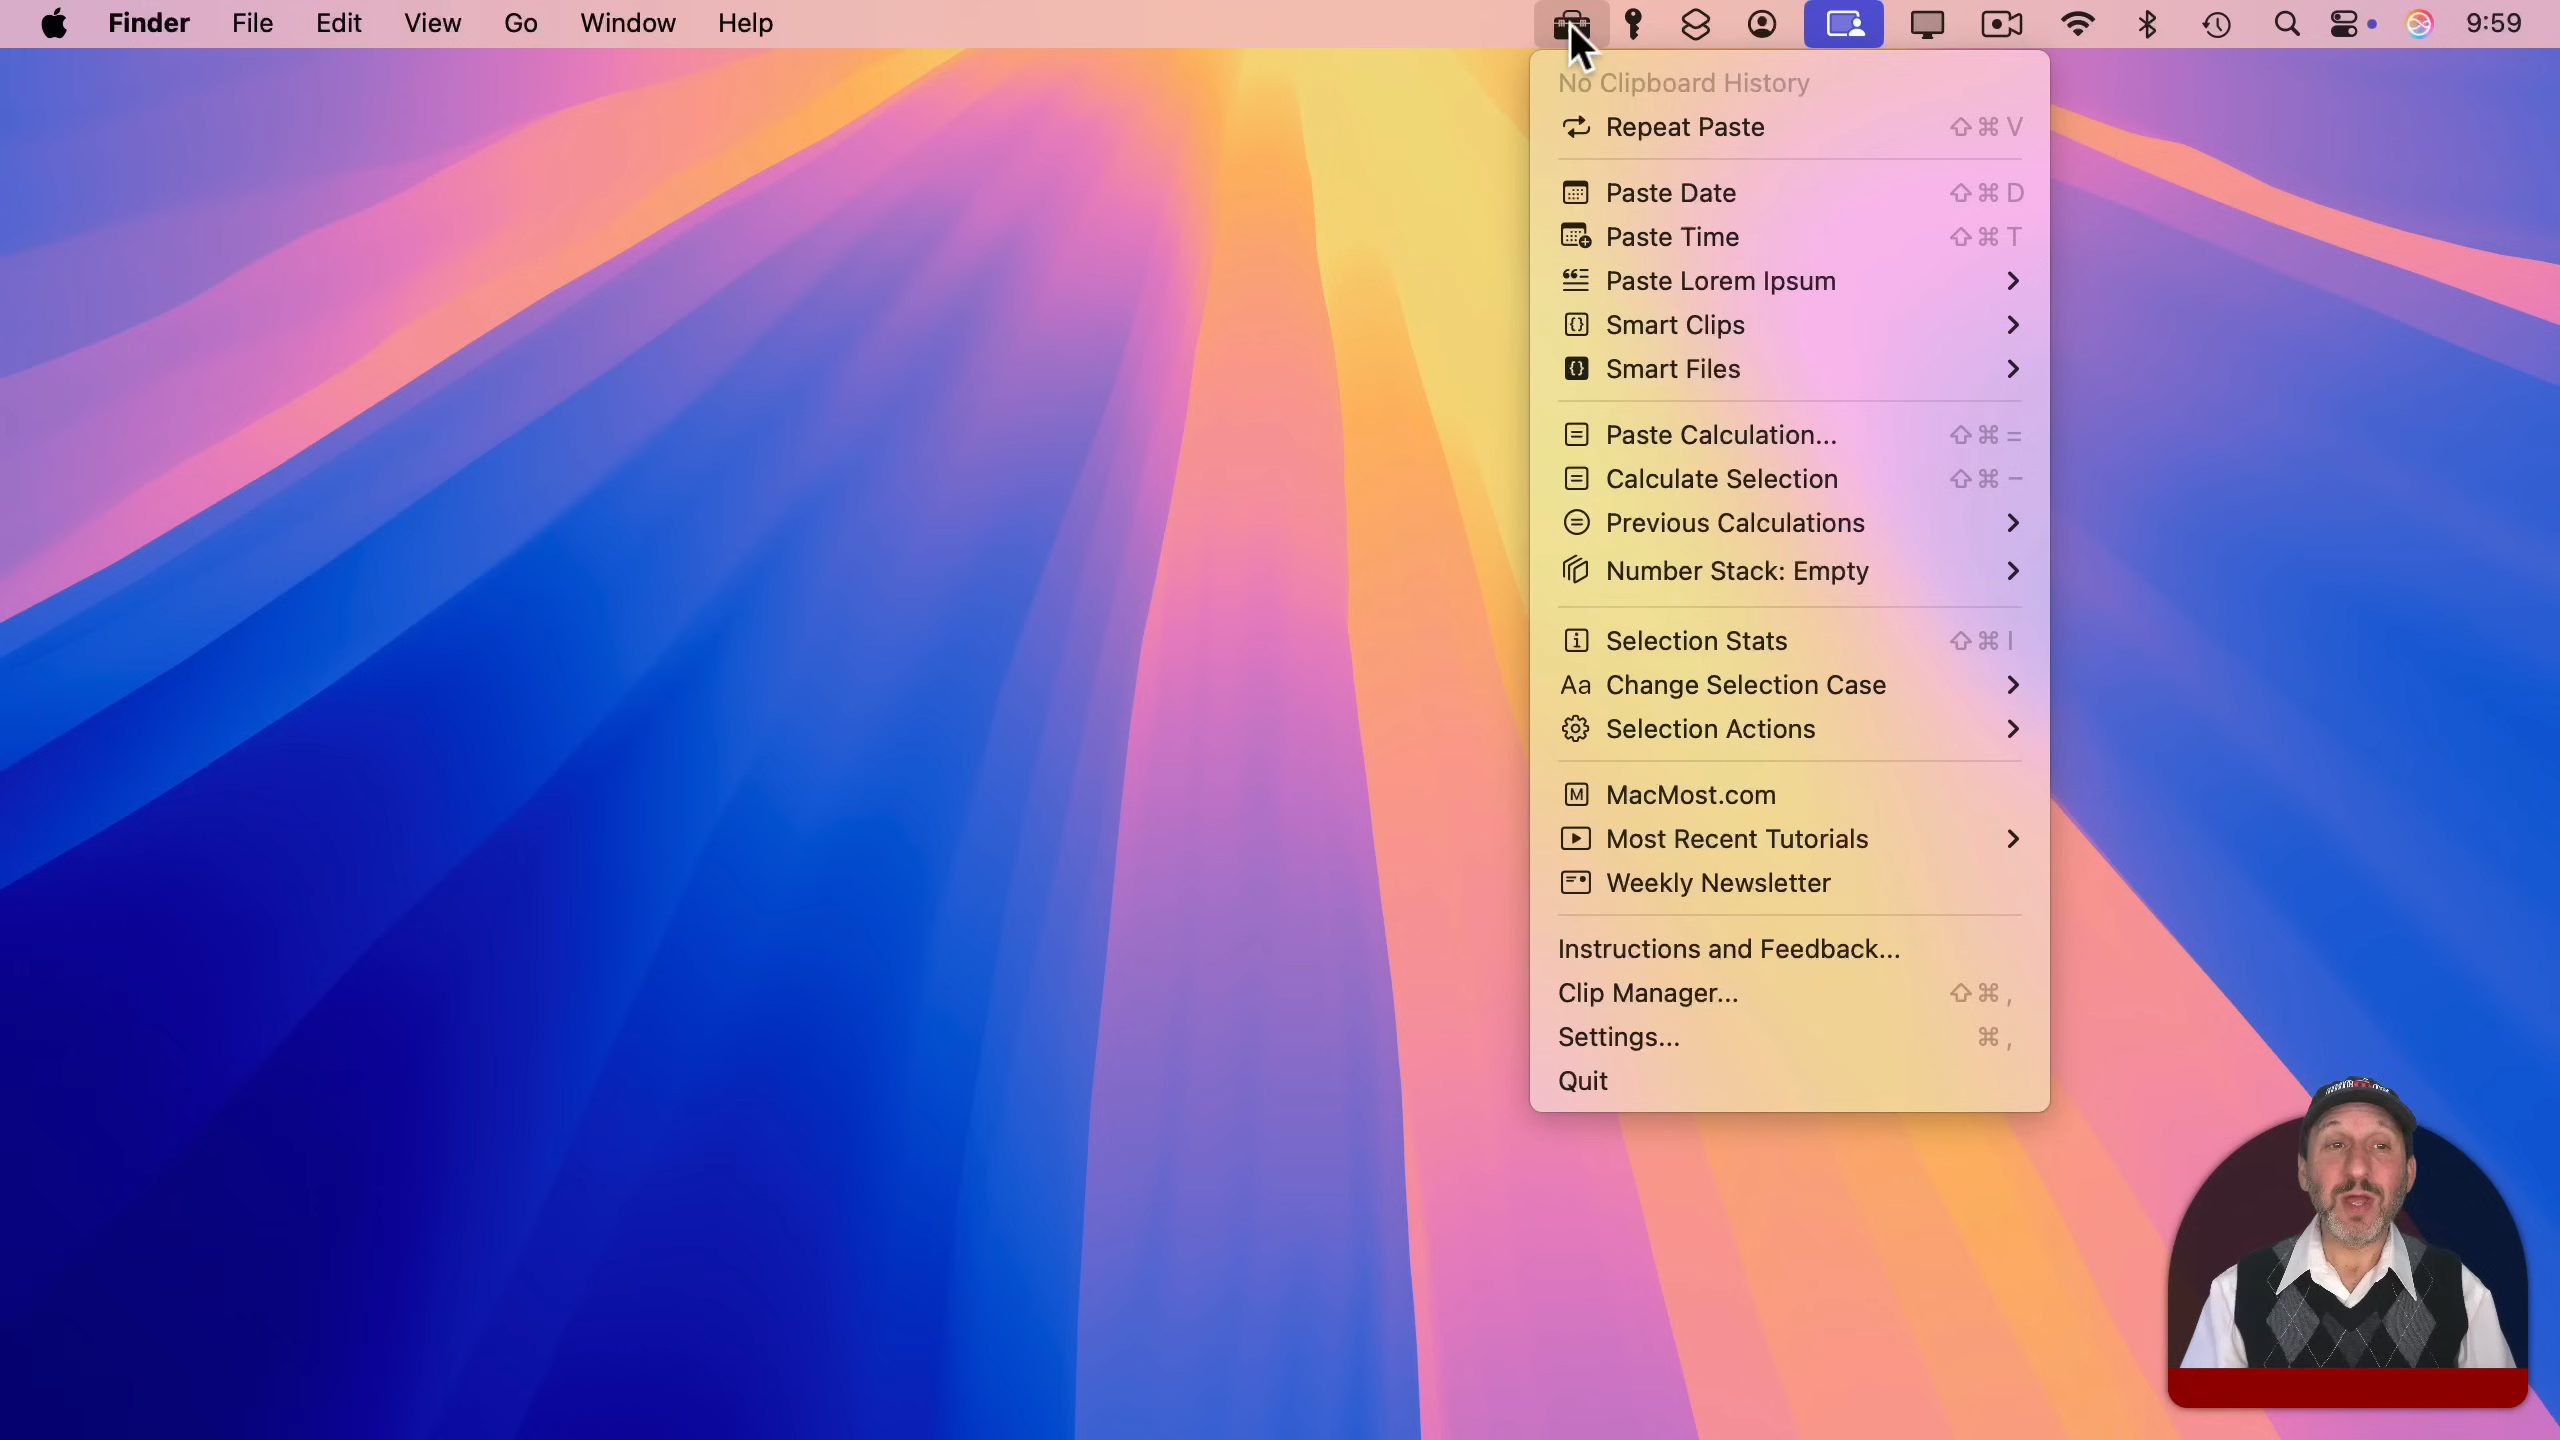 Finder File Edit View Go Window Help 9:59
No Clipboard History
Repeat Paste ⇧⌘V
Paste Date ⇧⌘D
Paste Time ⇧⌘T
Paste Lorem Ipsum
Smart Clips
Smart Files
Paste Calculation... ⇧⌘=
Calculate Selection ⇧⌘−
Previous Calculations
Number Stack: Empty
Selection Stats ⇧⌘I
Aa Change Selection Case
Selection Actions
M MacMost.com
Most Recent Tutorials
Weekly Newsletter
Instructions and Feedback...
Clip Manager... ⇧⌘,
Settings... ⌘,
Quit